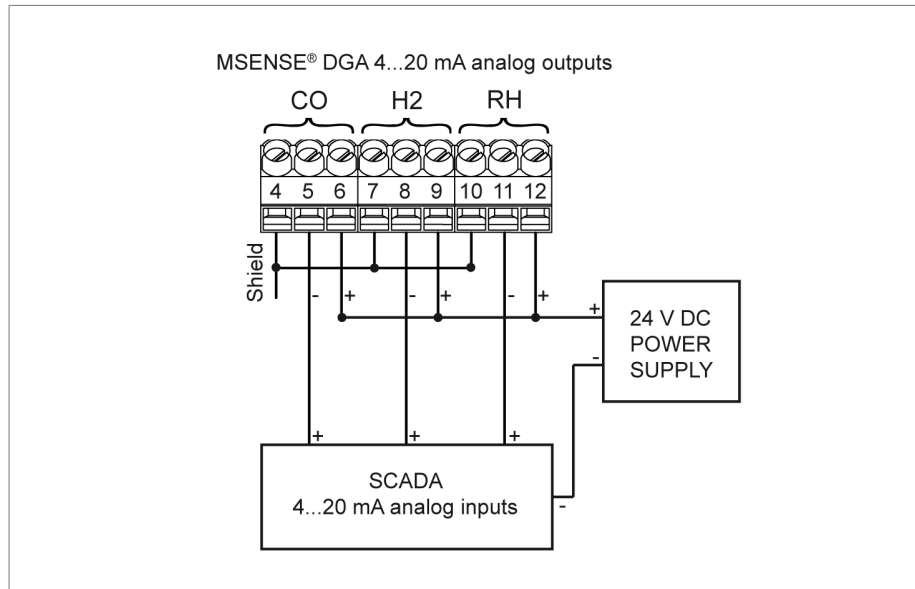 MSENSE® DGA 4...20 mA analog outputs
CO H2 RH
4 5 6 7 8 9 10 11 12
Shield
- + - + - +
+
24 V DC
POWER
SUPPLY
-
+ + +
SCADA
4...20 mA analog inputs
-